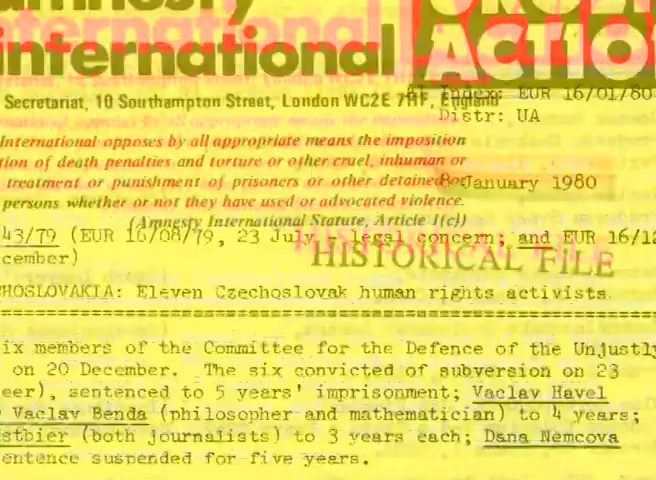 amnesty
international
URGENT
ACTION
Secretariat, 10 Southampton Street, London WC2E 7HF, England
AI Index: EUR 16/01/80
Distr: UA
International opposes by all appropriate means the imposition
tion of death penalties and torture or other cruel, inhuman or
treatment or punishment of prisoners or other detained or
8 January 1980
persons whether or not they have used or advocated violence.
(Amnesty International Statute, Article 1(c))
43/79 (EUR 16/08/79, 23 July - legal concern; and EUR 16/12
cember)
HISTORICAL FILE
HOSLOVAKIA: Eleven Czechoslovak human rights activists
ix members of the Committee for the Defence of the Unjustly
on 20 December. The six convicted of subversion on 23
eer), sentenced to 5 years' imprisonment; Vaclav Havel
Vaclav Benda (philosopher and mathematician) to 4 years;
stbier (both journalists) to 3 years each; Dana Nemcova
entence suspended for five years.